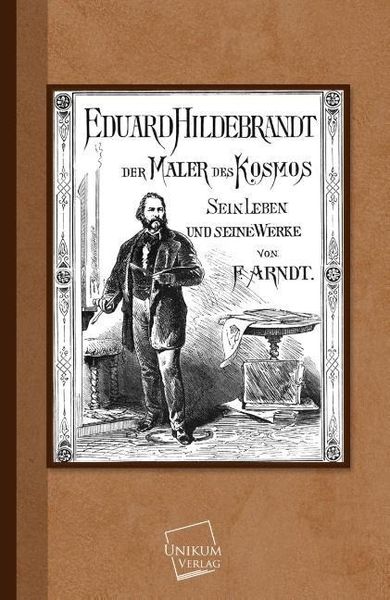 EDUARD HILDEBRANDT
DER MALER DES KOSMOS
SEIN LEBEN
UND SEINE WERKE
VON
F. ARNDT.
UNIKUM
VERLAG